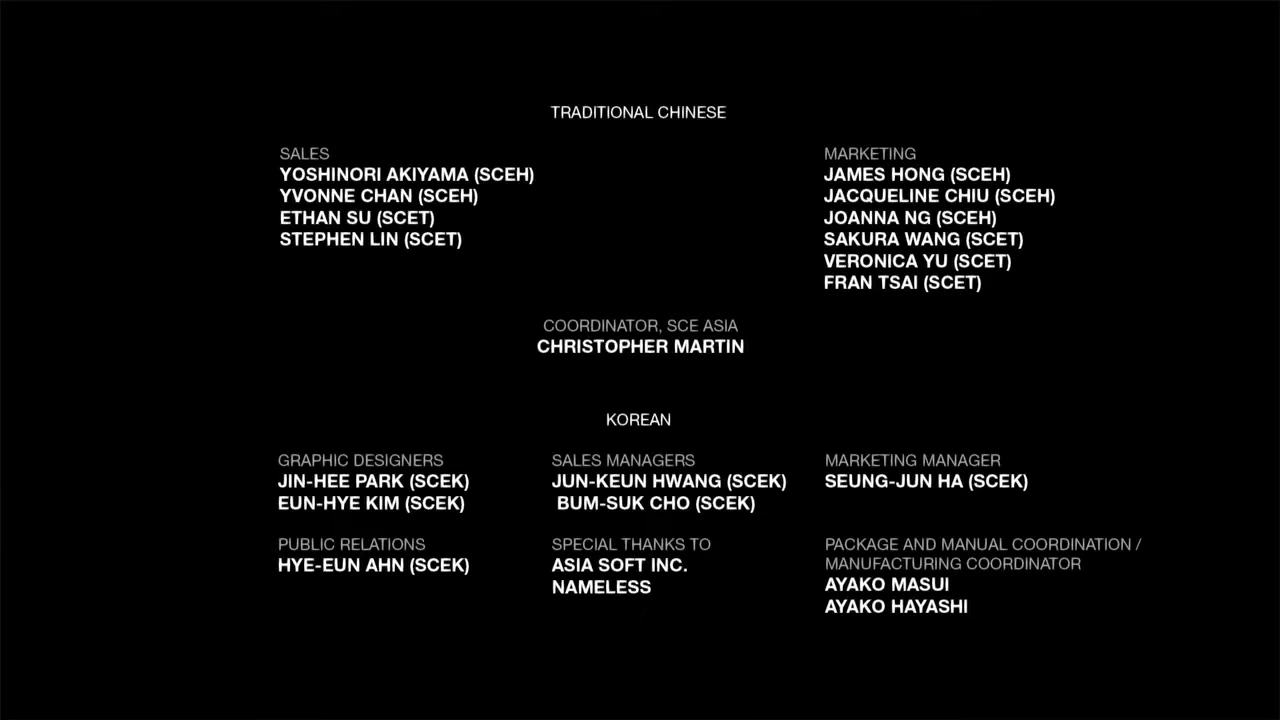 TRADITIONAL CHINESE
SALES
YOSHINORI AKIYAMA (SCEH)
YVONNE CHAN (SCEH)
ETHAN SU (SCET)
STEPHEN LIN (SCET)
MARKETING
JAMES HONG (SCEH)
JACQUELINE CHIU (SCEH)
JOANNA NG (SCEH)
SAKURA WANG (SCET)
VERONICA YU (SCET)
FRAN TSAI (SCET)
COORDINATOR, SCE ASIA
CHRISTOPHER MARTIN
KOREAN
GRAPHIC DESIGNERS
JIN-HEE PARK (SCEK)
EUN-HYE KIM (SCEK)
SALES MANAGERS
JUN-KEUN HWANG (SCEK)
BUM-SUK CHO (SCEK)
MARKETING MANAGER
SEUNG-JUN HA (SCEK)
PUBLIC RELATIONS
HYE-EUN AHN (SCEK)
SPECIAL THANKS TO
ASIA SOFT INC.
NAMELESS
PACKAGE AND MANUAL COORDINATION /
MANUFACTURING COORDINATOR
AYAKO MASUI
AYAKO HAYASHI